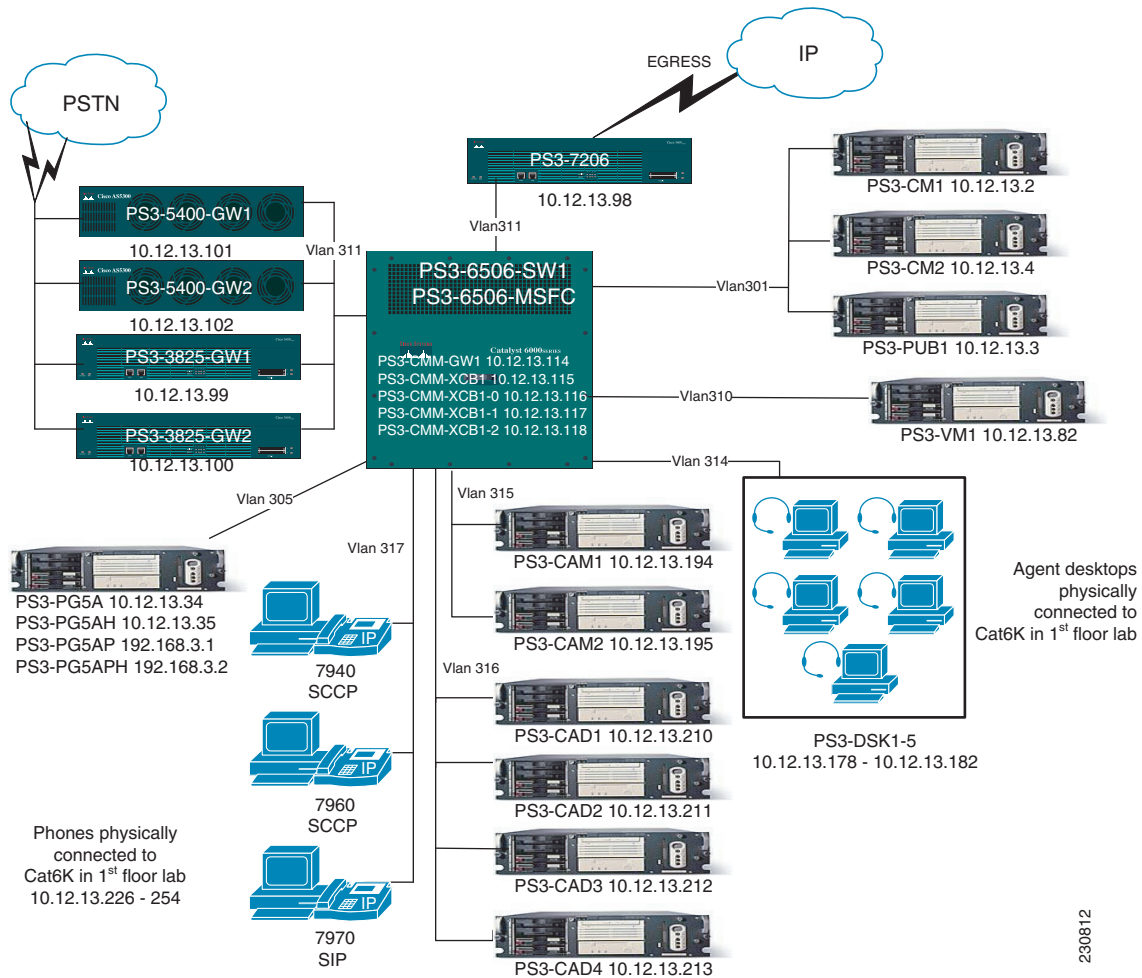 IP
EGRESS
PSTN
PS3-7206
10.12.13.98
Vlan311
Cisco AS5300
PS3-5400-GW1
10.12.13.101
Vlan 311
Cisco AS5300
PS3-5400-GW2
10.12.13.102
PS3-3825-GW1
10.12.13.99
PS3-3825-GW2
10.12.13.100
PS3-6506-SW1
PS3-6506-MSFC
Catalyst 6000 SERIES
PS3-CMM-GW1 10.12.13.114
PS3-CMM-XCB1 10.12.13.115
PS3-CMM-XCB1-0 10.12.13.116
PS3-CMM-XCB1-1 10.12.13.117
PS3-CMM-XCB1-2 10.12.13.118
Vlan301
PS3-CM1 10.12.13.2
PS3-CM2 10.12.13.4
PS3-PUB1 10.12.13.3
Vlan310
PS3-VM1 10.12.13.82
Vlan 314
Agent desktops
physically
connected to
Cat6K in 1st floor lab
PS3-DSK1-5
10.12.13.178 - 10.12.13.182
Vlan 305
PS3-PG5A 10.12.13.34
PS3-PG5AH 10.12.13.35
PS3-PG5AP 192.168.3.1
PS3-PG5APH 192.168.3.2
Vlan 317
IP
7940
SCCP
IP
7960
SCCP
IP
7970
SIP
Phones physically
connected to
Cat6K in 1st floor lab
10.12.13.226 - 254
Vlan 315
PS3-CAM1 10.12.13.194
PS3-CAM2 10.12.13.195
Vlan 316
PS3-CAD1 10.12.13.210
PS3-CAD2 10.12.13.211
PS3-CAD3 10.12.13.212
PS3-CAD4 10.12.13.213
230812